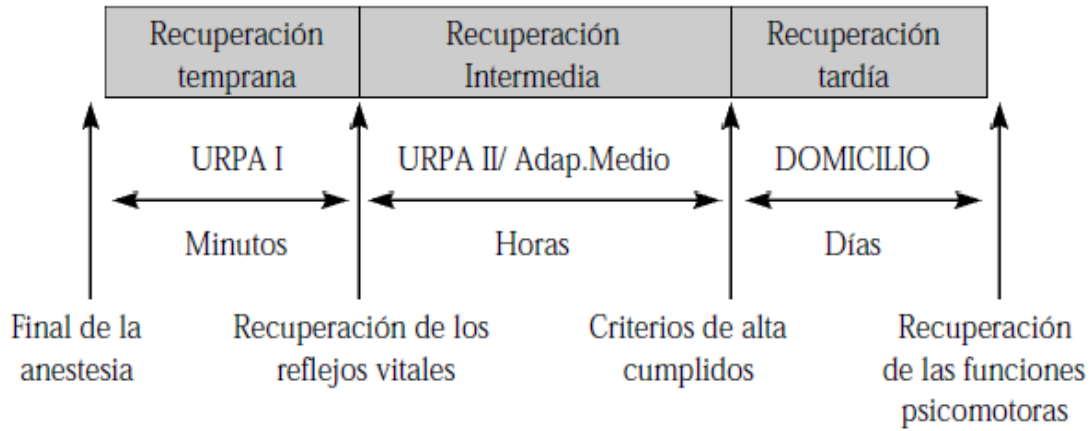 Recuperación
temprana
Recuperación
Intermedia
Recuperación
tardía
URPA I
URPA II/ Adap.Medio
DOMICILIO
Minutos
Horas
Días
Final de la
anestesia
Recuperación de los
reflejos vitales
Criterios de alta
cumplidos
Recuperación
de las funciones
psicomotoras